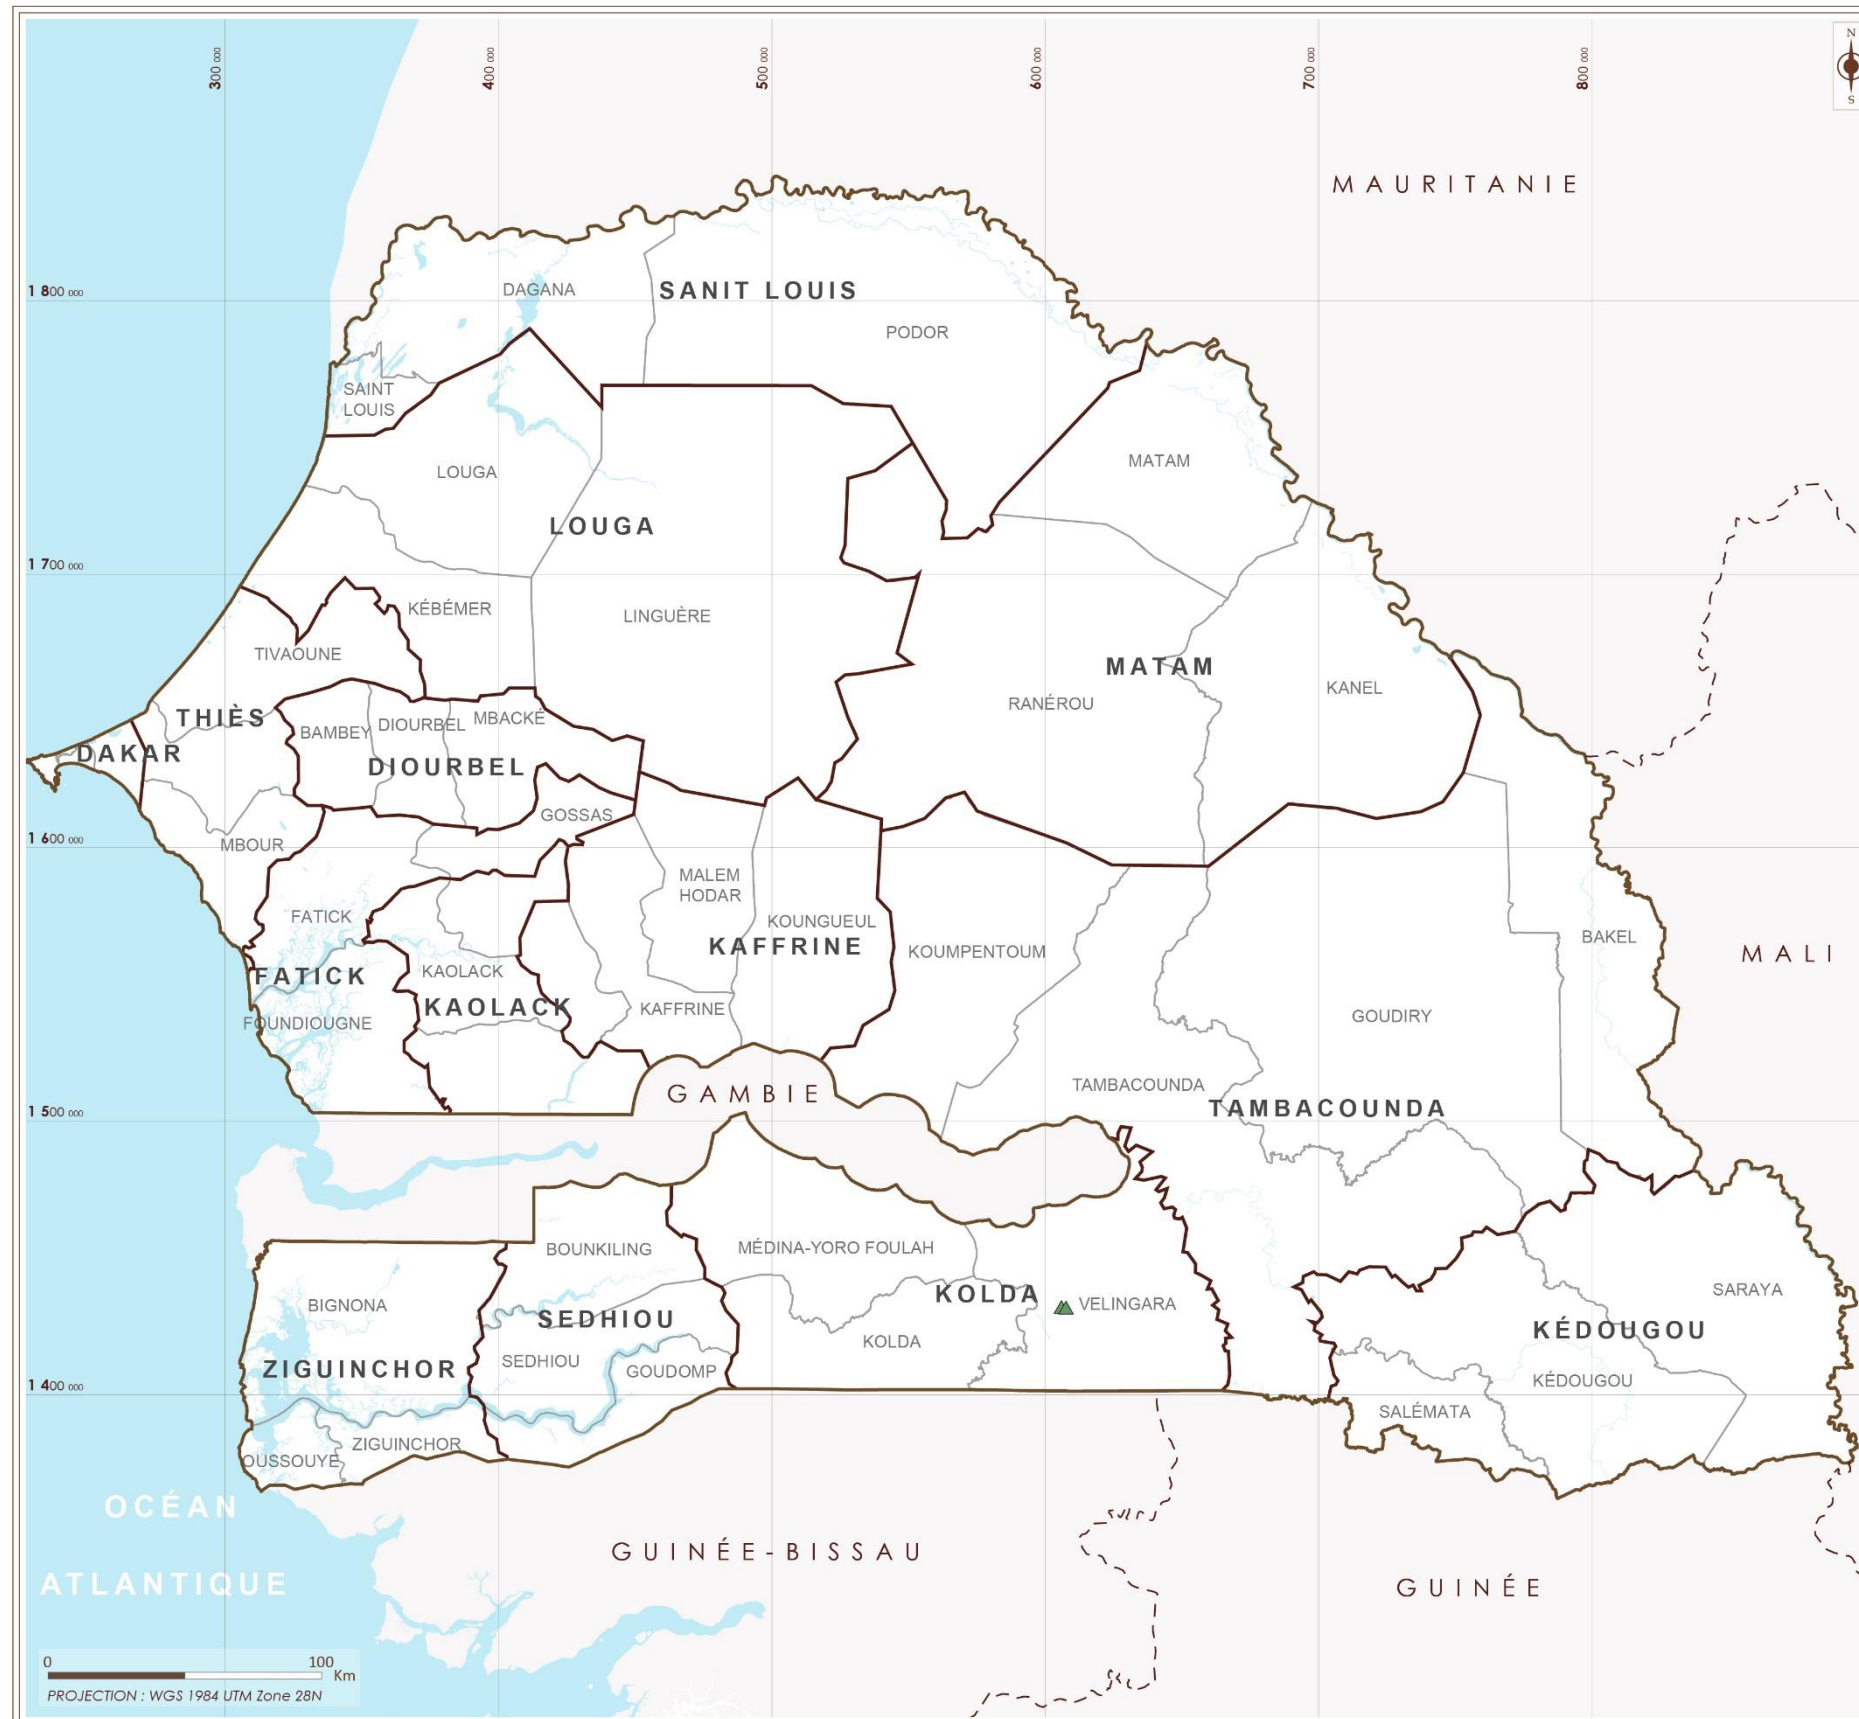 300 000
400 000
500 000
600 000
700 000
800 000
N
S
MAURITANIE
1 800 000
DAGANA
SANIT LOUIS
PODOR
SAINT
LOUIS
LOUGA
MATAM
LOUGA
1 700 000
KÉBÉMER
LINGUÈRE
TIVAOUNE
MATAM
RANÉROU
KANEL
THIÈS
BAMBEY
DIOURBEL
MBACKÉ
DAKAR
DIOURBEL
GOSSAS
1 600 000
MBOUR
MALEM
HODAR
FATICK
KOUNGUEUL
KAFFRINE
KOUMPENTOUM
BAKEL
MALI
FATICK
KAOLACK
KAOLACK
KAFFRINE
GOUDIRY
FOUNDIOUGNE
GAMBIE
TAMBACOUNDA
TAMBACOUNDA
1 500 000
BOUNKILING
MÉDINA-YORO FOULAH
KOLDA
SARAYA
BIGNONA
VELINGARA
SEDHIOU
KOLDA
KÉDOUGOU
SEDHIOU
GOUDOMP
ZIGUINCHOR
KÉDOUGOU
1 400 000
SALÉMATA
ZIGUINCHOR
OUSSOUYE
OCÉAN
ATLANTIQUE
GUINÉE-BISSAU
GUINÉE
0
100
Km
PROJECTION : WGS 1984 UTM Zone 28N